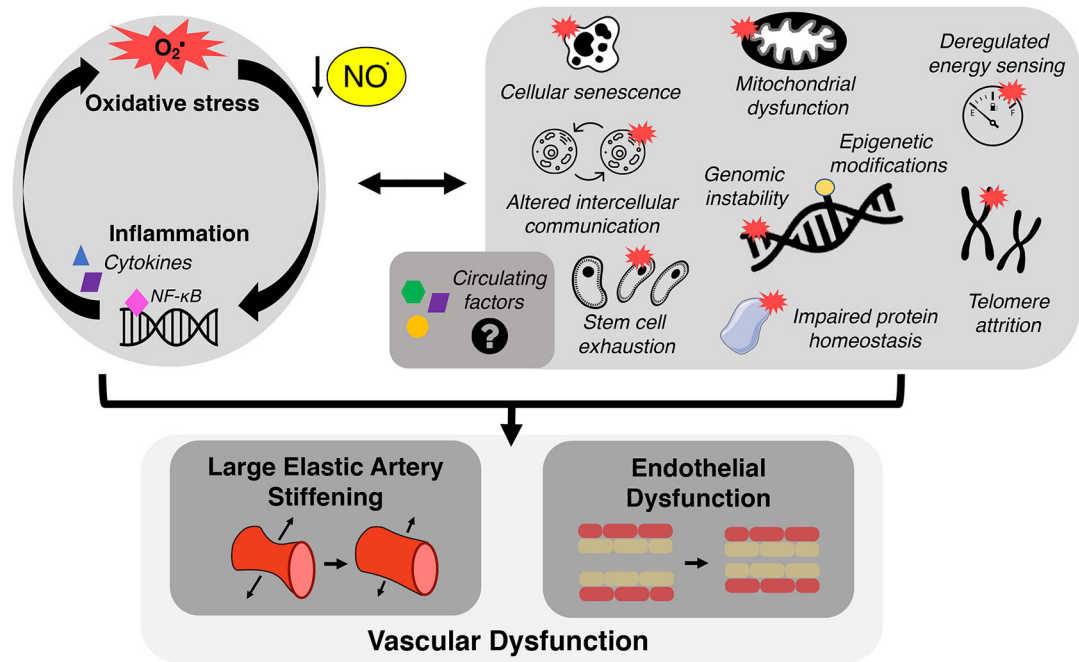 O₂•
Oxidative stress
NO•
Inflammation
Cytokines
NF-κB
Cellular senescence
Mitochondrial
dysfunction
Deregulated
energy sensing
E
F
Altered intercellular
communication
Genomic
instability
Epigenetic
modifications
Circulating
factors
?
Stem cell
exhaustion
Impaired protein
homeostasis
Telomere
attrition
Large Elastic Artery
Stiffening
Endothelial
Dysfunction
Vascular Dysfunction